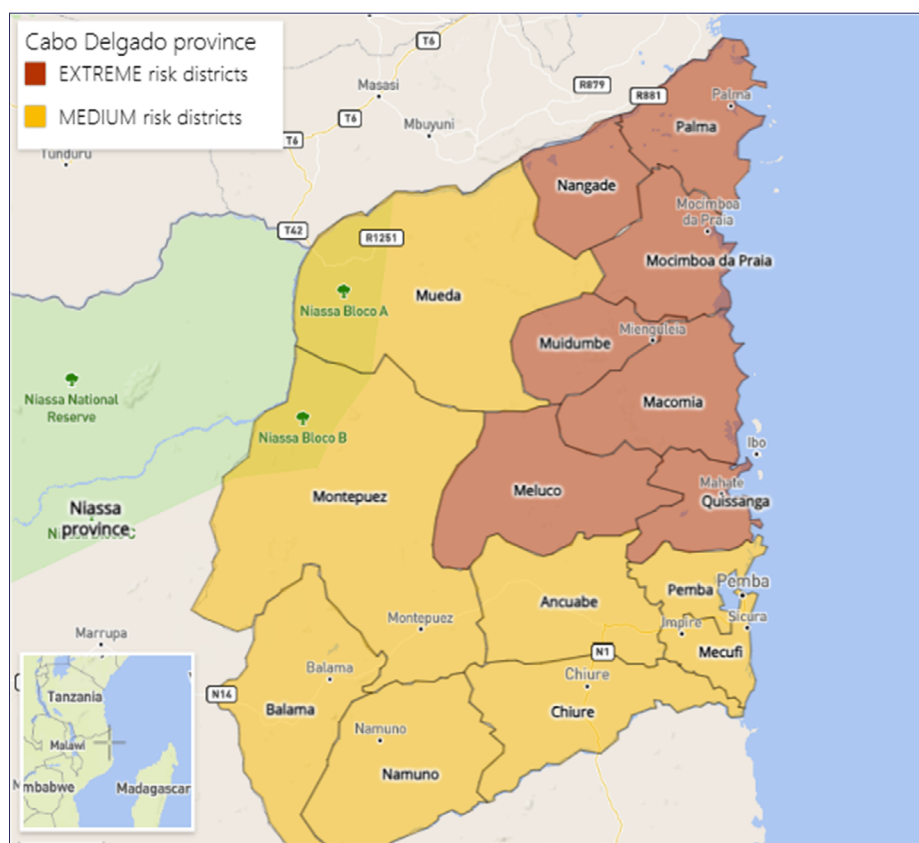 Cabo Delgado province
EXTREME risk districts
MEDIUM risk districts
T6
Masasi
R879
R881
Palma
Palma
T6
Mbuyuni
T6
Tunduru
Nangade
Mocimboa
da Praia
T42
R1251
Mocimboa da Praia
Mueda
Niassa Bloco A
Muidumbe
Mienguleia
Niassa National
Reserve
Macomia
Niassa Bloco B
Ibo
Mahate
Meluco
Montepuez
Quissanga
Niassa
province
Pemba
Pemba
Ancuabe
Montepuez
Impire
Sicura
Marrupa
N1
Mecufi
Balama
Chiure
N14
Balama
Chiure
Namuno
Namuno
Tanzania
Malawi
Madagascar